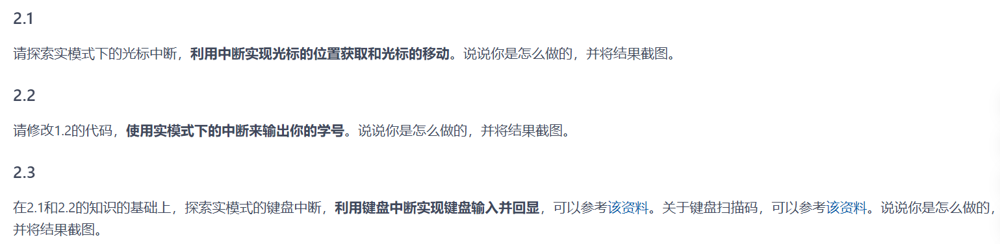 2.1
请探索实模式下的光标中断，利用中断实现光标的位置获取和光标的移动。说说你是怎么做的，并将结果截图。
2.2
请修改1.2的代码，使用实模式下的中断来输出你的学号。说说你是怎么做的，并将结果截图。
2.3
在2.1和2.2的知识的基础上，探索实模式的键盘中断，利用键盘中断实现键盘输入并回显，可以参考该资料。关于键盘扫描码，可以参考该资料。说说你是怎么做的，
并将结果截图。